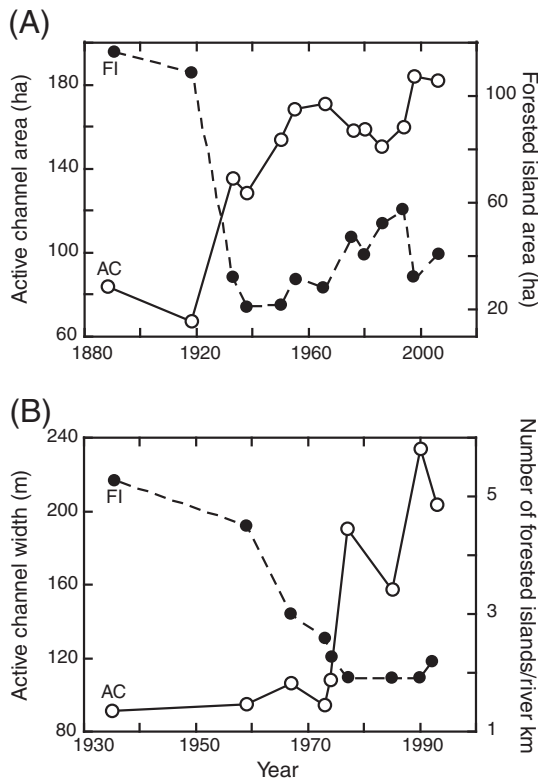 (A)
180
140
100
60
Active channel area (ha)
FI
AC
100
60
20
Forested island area (ha)
1880
1920
1960
2000
(B)
240
200
160
120
80
Active channel width (m)
FI
AC
5
3
1
Number of forested islands/river km
1930
1950
1970
1990
Year